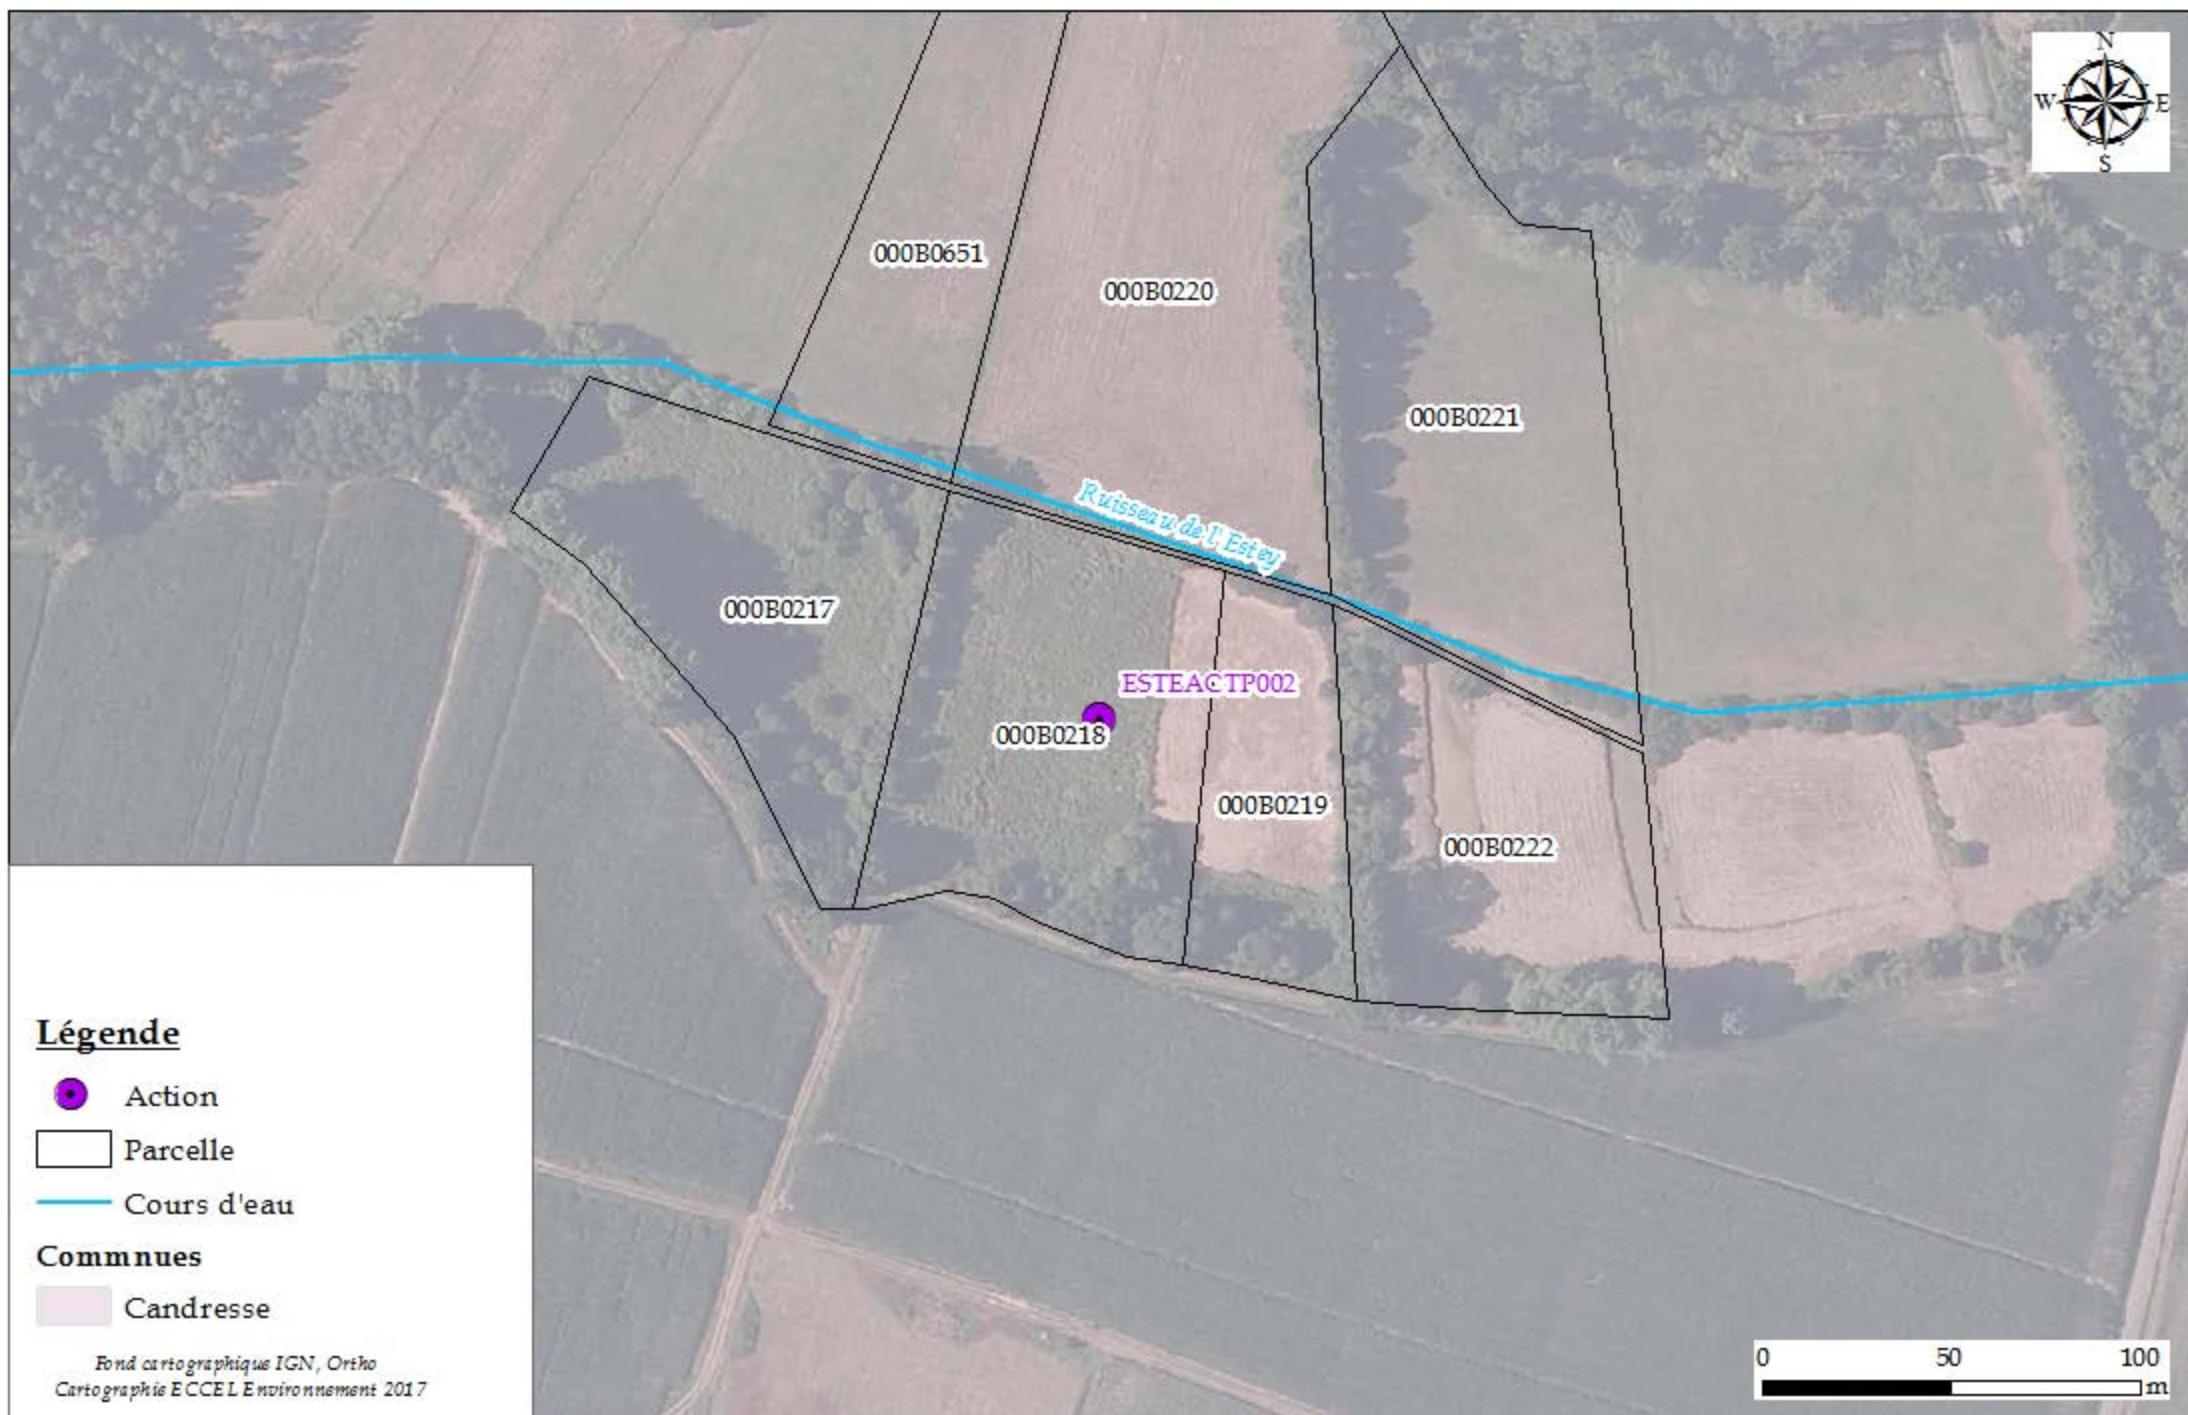 N
W E
S
000B0651
000B0220
000B0221
Ruisseau de l'Estey
000B0217
ESTEACTP002
000B0218
000B0219
000B0222
Légende
Action
Parcelle
Cours d'eau
Commnues
Candresse
Fond cartographique IGN, Ortho
Cartographie ECCEL Environnement 2017
0 50 100
m